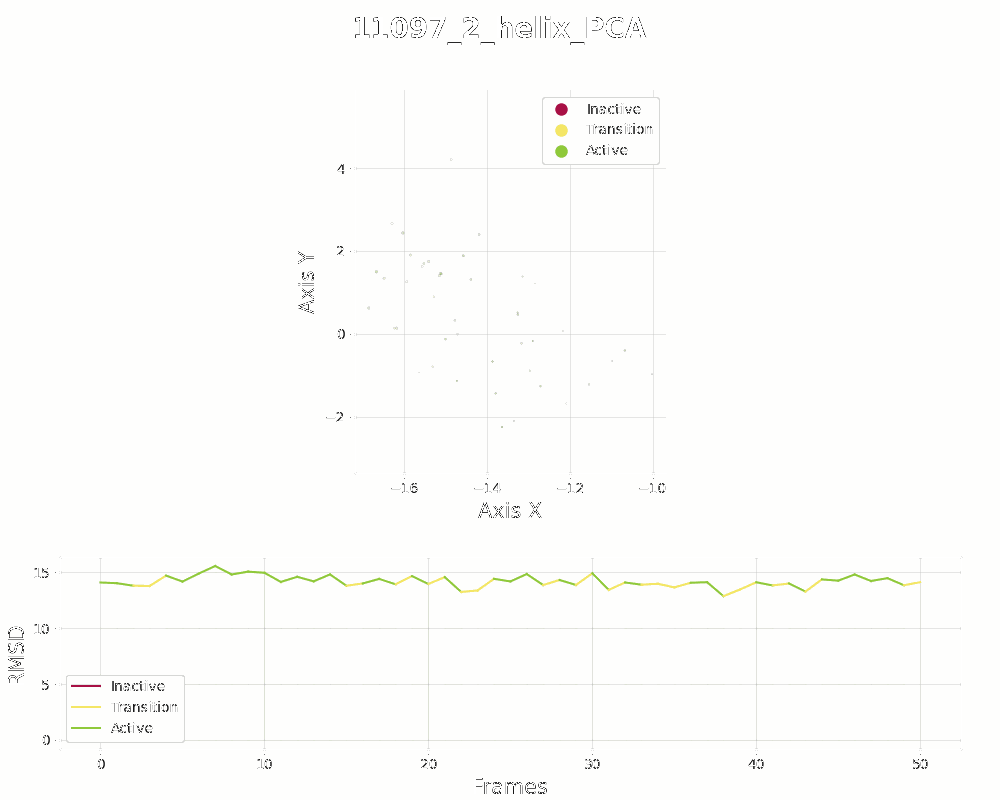 11097_2_helix_PCA
Inactive
Transition
Active
4
2
0
−2
Axis Y
−16 −14 −12 −10
Axis X
15
10
5
0
RMSD
Inactive
Transition
Active
0 10 20 30 40 50
Frames